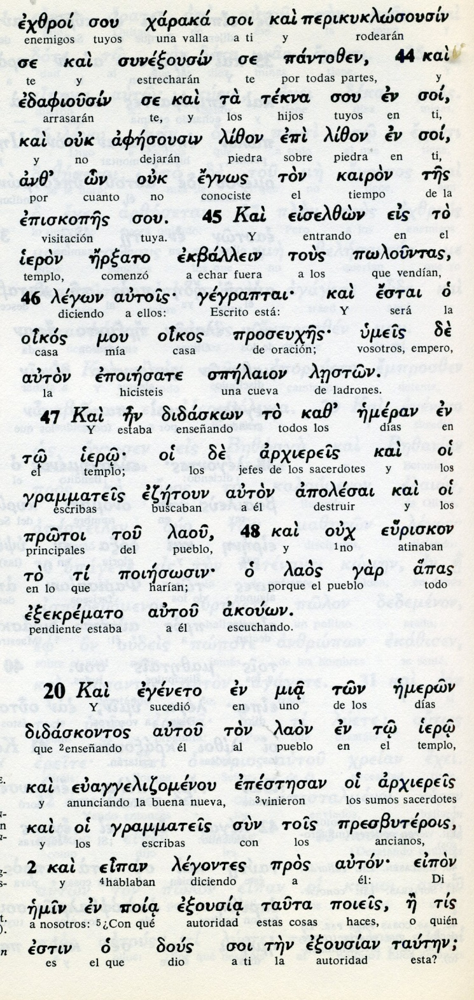 ἐχθροί σου χάρακά σοι καὶ περικυκλώσουσίν
enemigos tuyos una valla a ti y rodearán
σε καὶ συνέξουσίν σε πάντοθεν, 44 καὶ
te y estrecharán te por todas partes, y
ἐδαφιοῦσίν σε καὶ τὰ τέκνα σου ἐν σοί,
arrasarán te, y los hijos tuyos en ti,
καὶ οὐκ ἀφήσουσιν λίθον ἐπὶ λίθον ἐν σοί,
y no dejarán piedra sobre piedra en ti,
ἀνθ’ ὧν οὐκ ἔγνως τὸν καιρὸν τῆς
por cuanto no conociste el tiempo de la
ἐπισκοπῆς σου. 45 Καὶ εἰσελθὼν εἰς τὸ
visitación tuya. Y entrando en el
ἱερὸν ἤρξατο ἐκβάλλειν τοὺς πωλοῦντας,
templo, comenzó a echar fuera a los que vendían,
46 λέγων αὐτοῖς· γέγραπται· καὶ ἔσται ὁ
diciendo a ellos: Escrito está: Y será la
οἶκός μου οἶκος προσευχῆς· ὑμεῖς δὲ
casa mía casa de oración; vosotros, empero,
αὐτὸν ἐποιήσατε σπήλαιον λῃστῶν.
la hicisteis una cueva de ladrones.
47 Καὶ ἦν διδάσκων τὸ καθ’ ἡμέραν ἐν
estaba enseñando todos los días en
τῷ ἱερῷ· οἱ δὲ ἀρχιερεῖς καὶ οἱ
el templo; los jefes de los sacerdotes y los
γραμματεῖς ἐζήτουν αὐτὸν ἀπολέσαι καὶ οἱ
escribas buscaban a él destruir y los
πρῶτοι τοῦ λαοῦ, 48 καὶ οὐχ εὕρισκον
principales del pueblo, y 1no atinaban
τὸ τί ποιήσωσιν· ὁ λαὸς γὰρ ἅπας
en lo que harían; porque el pueblo todo
ἐξεκρέματο αὐτοῦ ἀκούων.
pendiente estaba a él escuchando.
20 Καὶ ἐγένετο ἐν μιᾷ τῶν ἡμερῶν
Y, sucedió en uno de los días
διδάσκοντος αὐτοῦ τὸν λαὸν ἐν τῷ ἱερῷ
que 2enseñando él al pueblo en el templo,
καὶ εὐαγγελιζομένου ἐπέστησαν οἱ ἀρχιερεῖς
y anunciando la buena nueva, 3vinieron los sumos sacerdotes
καὶ οἱ γραμματεῖς σὺν τοῖς πρεσβυτέροις,
y los escribas con los ancianos,
2 καὶ εἶπαν λέγοντες πρὸς αὐτόν· εἰπὸν
y 4hablaban diciendo a él: Di
ἡμῖν ἐν ποίᾳ ἐξουσίᾳ ταῦτα ποιεῖς, ἢ τίς
a nosotros: 5¿Con qué autoridad estas cosas haces, o quién
ἐστιν ὁ δούς σοι τὴν ἐξουσίαν ταύτην;
es el que dio a ti la autoridad esta?